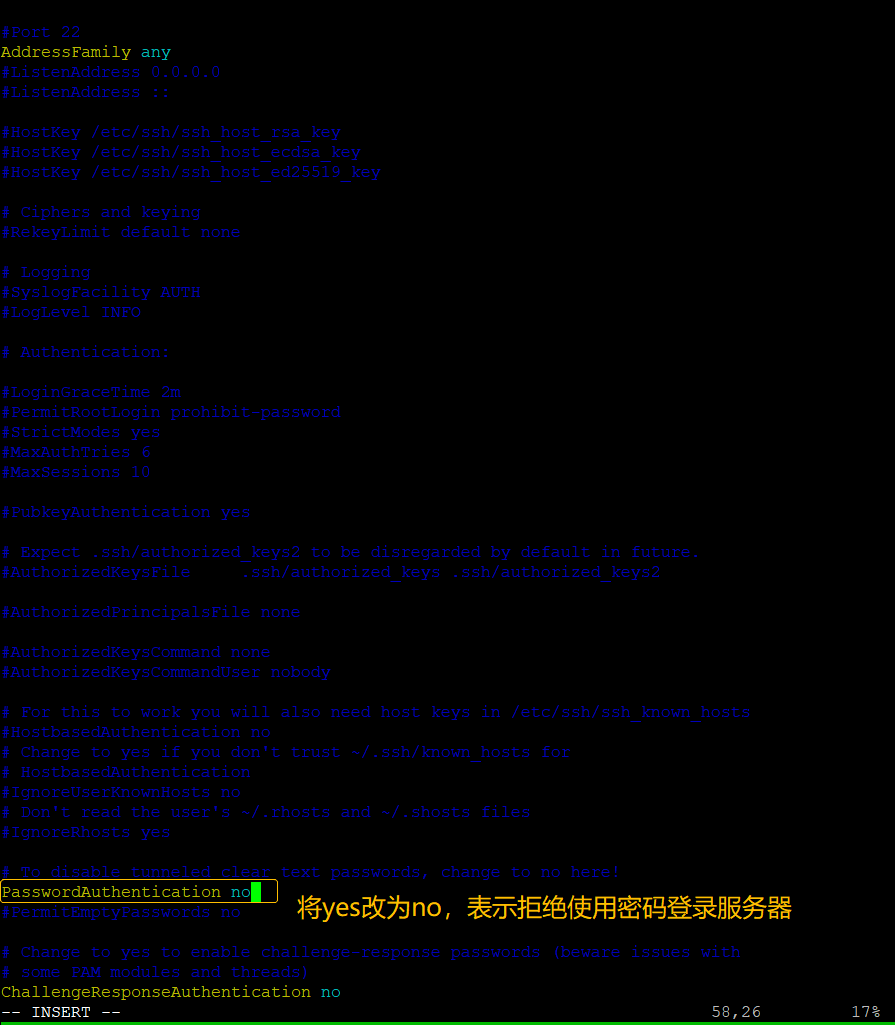 #Port 22
AddressFamily any
#ListenAddress 0.0.0.0
#ListenAddress ::
#HostKey /etc/ssh/ssh_host_rsa_key
#HostKey /etc/ssh/ssh_host_ecdsa_key
#HostKey /etc/ssh/ssh_host_ed25519_key
# Ciphers and keying
#RekeyLimit default none
# Logging
#SyslogFacility AUTH
#LogLevel INFO
# Authentication:
#LoginGraceTime 2m
#PermitRootLogin prohibit-password
#StrictModes yes
#MaxAuthTries 6
#MaxSessions 10
#PubkeyAuthentication yes
# Expect .ssh/authorized_keys2 to be disregarded by default in future.
#AuthorizedKeysFile     .ssh/authorized_keys .ssh/authorized_keys2
#AuthorizedPrincipalsFile none
#AuthorizedKeysCommand none
#AuthorizedKeysCommandUser nobody
# For this to work you will also need host keys in /etc/ssh/ssh_known_hosts
#HostbasedAuthentication no
# Change to yes if you don't trust ~/.ssh/known_hosts for
# HostbasedAuthentication
#IgnoreUserKnownHosts no
# Don't read the user's ~/.rhosts and ~/.shosts files
#IgnoreRhosts yes
# To disable tunneled clear text passwords, change to no here!
PasswordAuthentication no
#PermitEmptyPasswords no
将yes改为no，表示拒绝使用密码登录服务器
# Change to yes to enable challenge-response passwords (beware issues with
# some PAM modules and threads)
ChallengeResponseAuthentication no
-- INSERT -- 58,26 17%